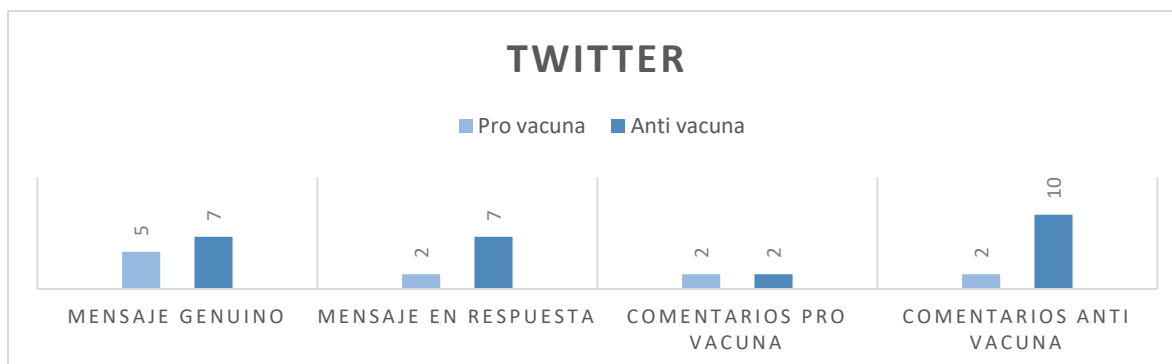 TWITTER
Pro vacuna Anti vacuna
5 7 2 7 2 2 2 10
MENSAJE GENUINO MENSAJE EN RESPUESTA COMENTARIOS PRO VACUNA COMENTARIOS ANTI VACUNA